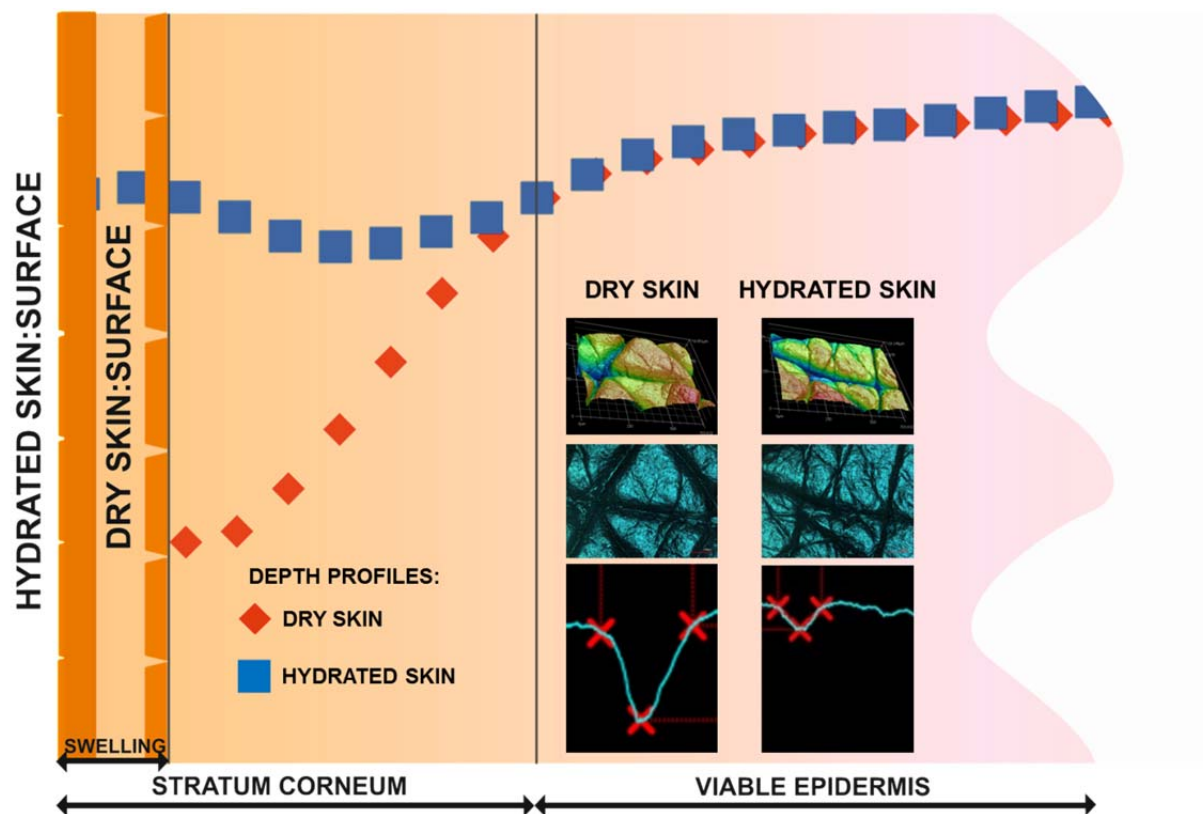 HYDRATED SKIN:SURFACE
DRY SKIN:SURFACE
DRY SKIN
HYDRATED SKIN
DEPTH PROFILES:
DRY SKIN
HYDRATED SKIN
SWELLING
STRATUM CORNEUM
VIABLE EPIDERMIS